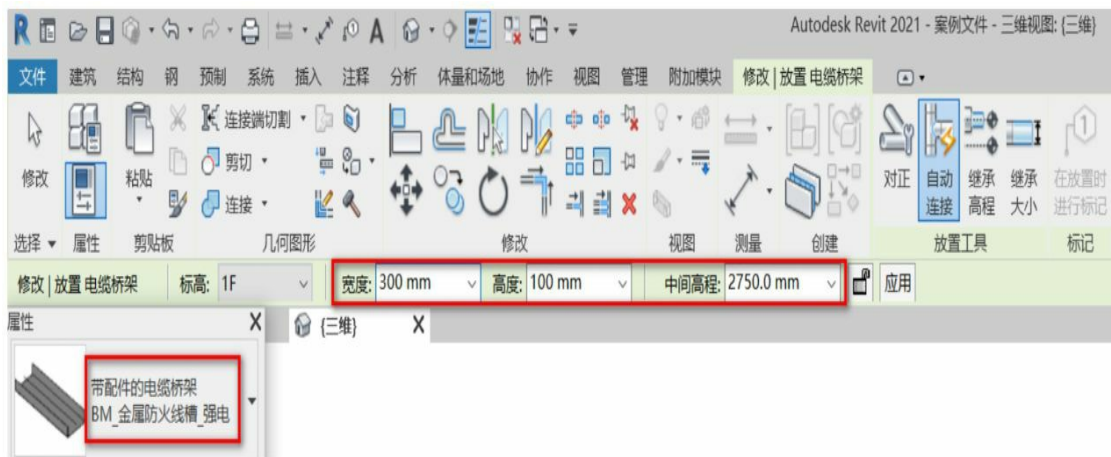 Autodesk Revit 2021 - 案例文件 - 三维视图: {三维}
文件 建筑 结构 钢 预制 系统 插入 注释 分析 体量和场地 协作 视图 管理 附加模块 修改 | 放置 电缆桥架
修改 粘贴 连接端切割 剪切 连接 对正 自动连接 继承高程 继承大小 在放置时进行标记
选择 属性 剪贴板 几何图形 修改 视图 测量 创建 放置工具 标记
修改 | 放置 电缆桥架 标高: 1F 宽度: 300 mm 高度: 100 mm 中间高程: 2750.0 mm 应用
属性 X {三维} X
带配件的电缆桥架
BM_金属防火线槽_强电